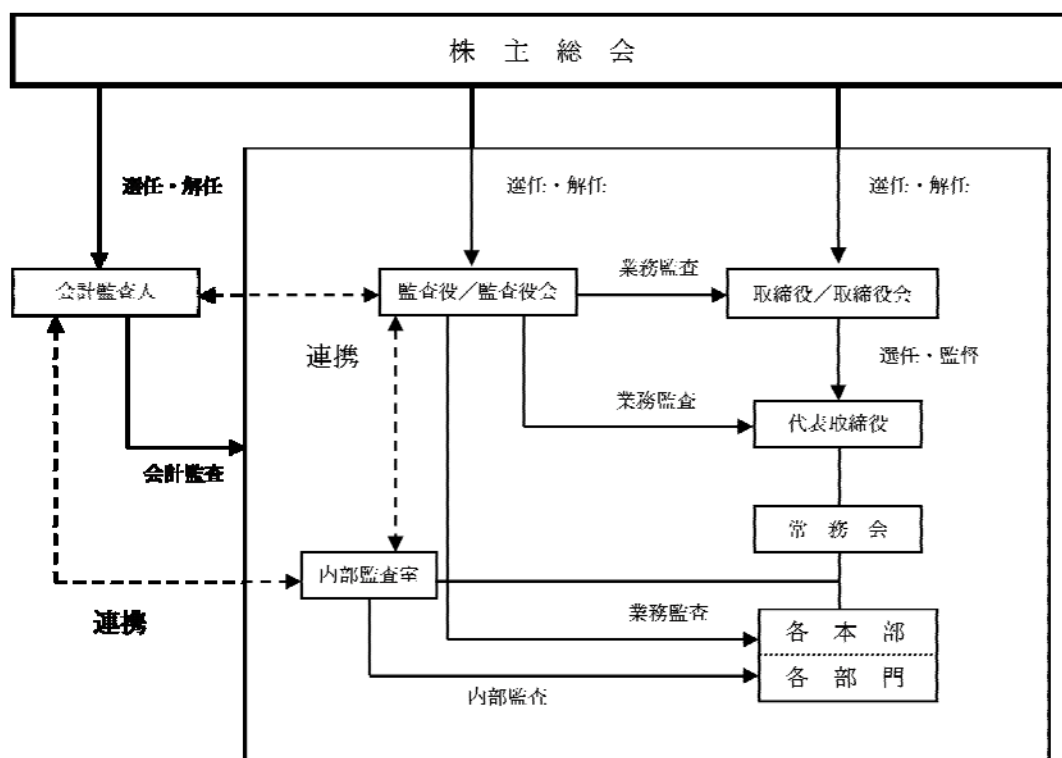 株主総会
選任・解任
選任・解任
選任・解任
会計監査人
監査役／監査役会
業務監査
取締役／取締役会
連携
選任・監督
業務監査
代表取締役
会計監査
常務会
内部監査室
連携
業務監査
各本部
各部門
内部監査